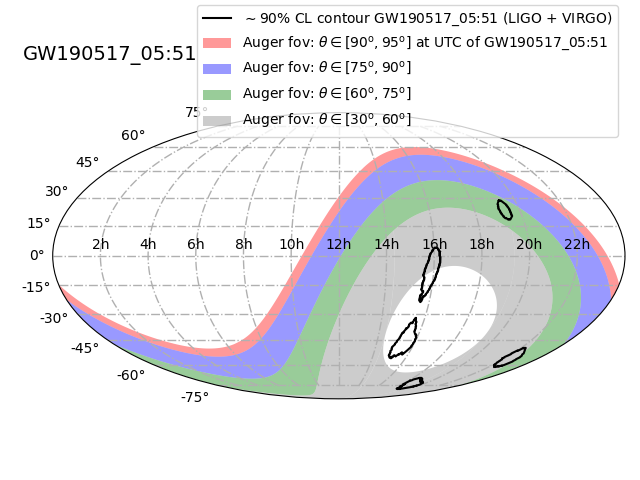 GW190517_05:51
~ 90% CL contour GW190517_05:51 (LIGO + VIRGO)
Auger fov: θ ∈ [90°, 95°] at UTC of GW190517_05:51
Auger fov: θ ∈ [75°, 90°]
Auger fov: θ ∈ [60°, 75°]
Auger fov: θ ∈ [30°, 60°]
75°
60°
45°
30°
15°
0°
2h 4h 6h 8h 10h 12h 14h 16h 18h 20h 22h
-15°
-30°
-45°
-60°
-75°